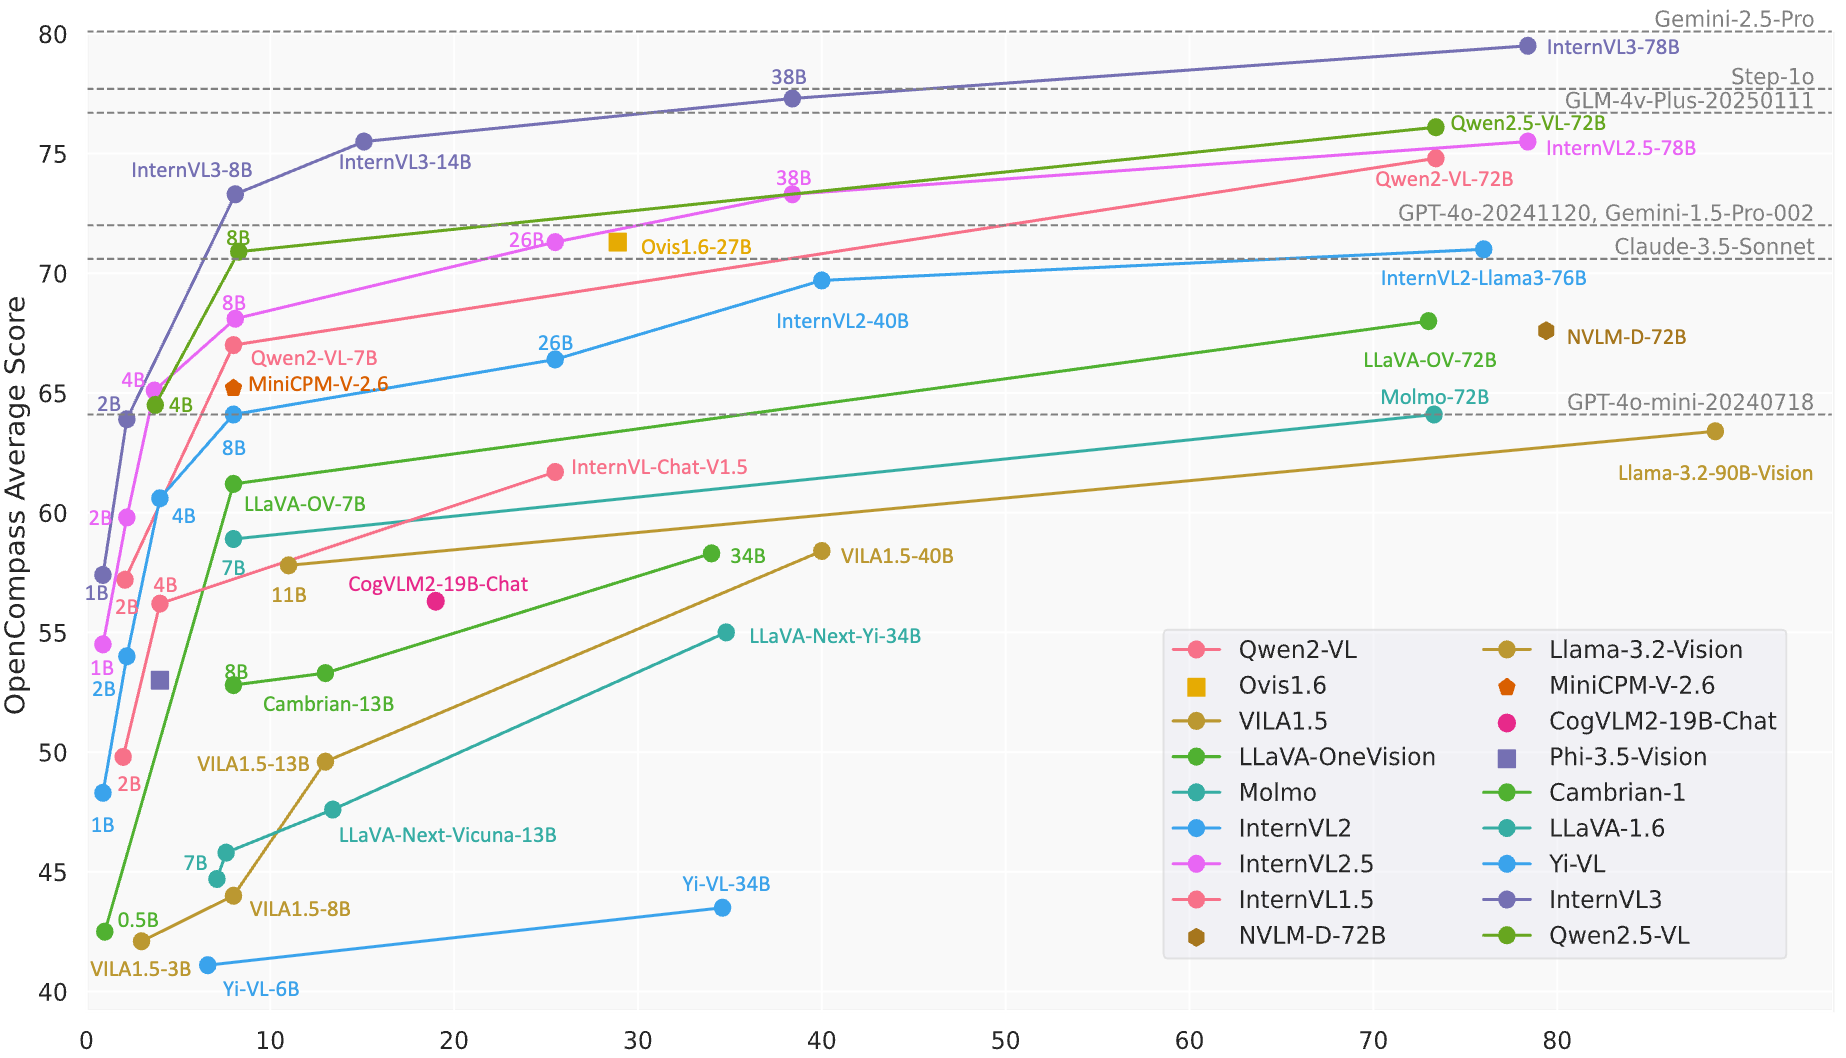 Gemini-2.5-Pro
80
InternVL3-78B
38B
Step-1o
GLM-4v-Plus-20250111
Qwen2.5-VL-72B
InternVL2.5-78B
75
InternVL3-8B
InternVL3-14B
38B
Qwen2-VL-72B
GPT-4o-20241120, Gemini-1.5-Pro-002
8B
26B
Ovis1.6-27B
Claude-3.5-Sonnet
70
InternVL2-Llama3-76B
8B
InternVL2-40B
26B
NVLM-D-72B
Qwen2-VL-7B
LLaVA-OV-72B
4B
MiniCPM-V-2.6
65
Molmo-72B
2B
4B
GPT-4o-mini-20240718
8B
InternVL-Chat-V1.5
Llama-3.2-90B-Vision
LLaVA-OV-7B
60
2B
4B
34B
VILA1.5-40B
7B
4B
CogVLM2-19B-Chat
1B
2B
11B
55
LLaVA-Next-Yi-34B
1B
8B
2B
Cambrian-13B
50
VILA1.5-13B
2B
1B
LLaVA-Next-Vicuna-13B
45
7B
Yi-VL-34B
0.5B
VILA1.5-8B
VILA1.5-3B
40
Yi-VL-6B
OpenCompass Average Score
Qwen2-VL
Ovis1.6
VILA1.5
LLaVA-OneVision
Molmo
InternVL2
InternVL2.5
InternVL1.5
NVLM-D-72B
Llama-3.2-Vision
MiniCPM-V-2.6
CogVLM2-19B-Chat
Phi-3.5-Vision
Cambrian-1
LLaVA-1.6
Yi-VL
InternVL3
Qwen2.5-VL
0 10 20 30 40 50 60 70 80